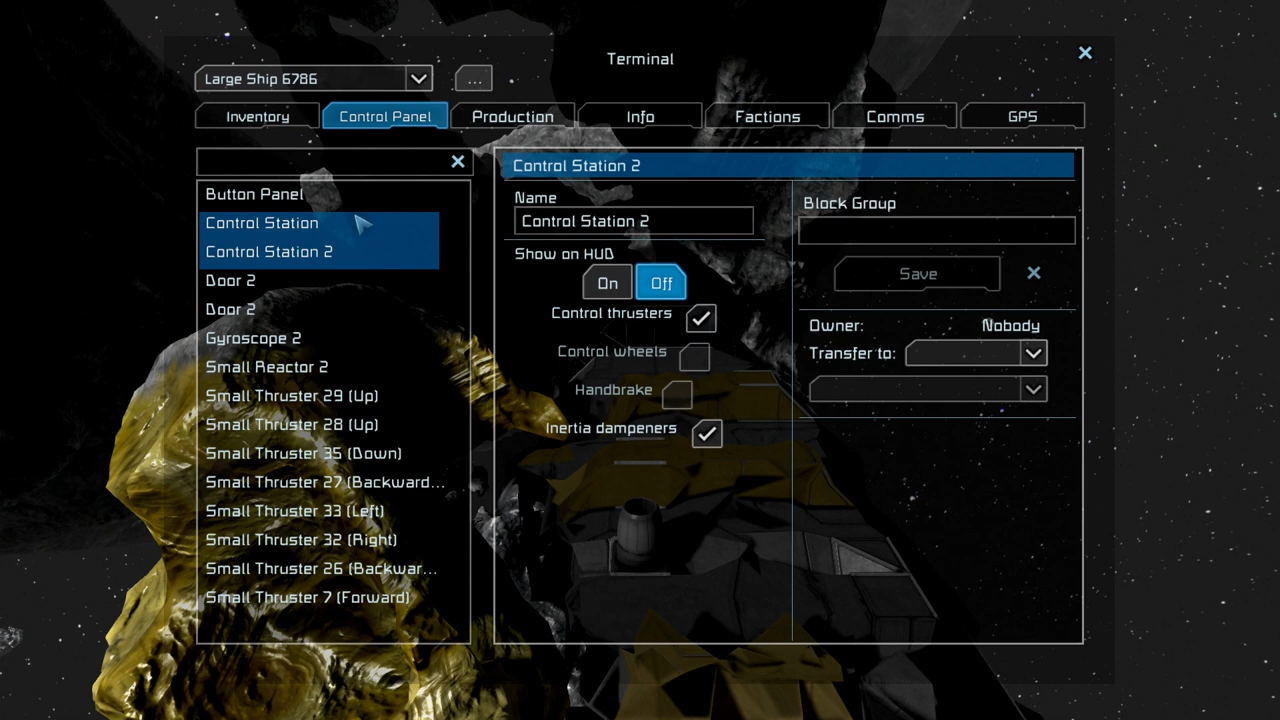 Terminal
Large Ship 6786
...
Inventory
Control Panel
Production
Info
Factions
Comms
GPS
Button Panel
Control Station
Control Station 2
Door 2
Door 2
Gyroscope 2
Small Reactor 2
Small Thruster 29 (Up)
Small Thruster 28 (Up)
Small Thruster 35 (Down)
Small Thruster 27 (Backward...
Small Thruster 33 (Left)
Small Thruster 32 (Right)
Small Thruster 26 (Backwar...
Small Thruster 7 (Forward)
Control Station 2
Name
Control Station 2
Show on HUD
On
Off
Control thrusters
Control wheels
Handbrake
Inertia dampeners
Block Group
Save
Owner:
Nobody
Transfer to: